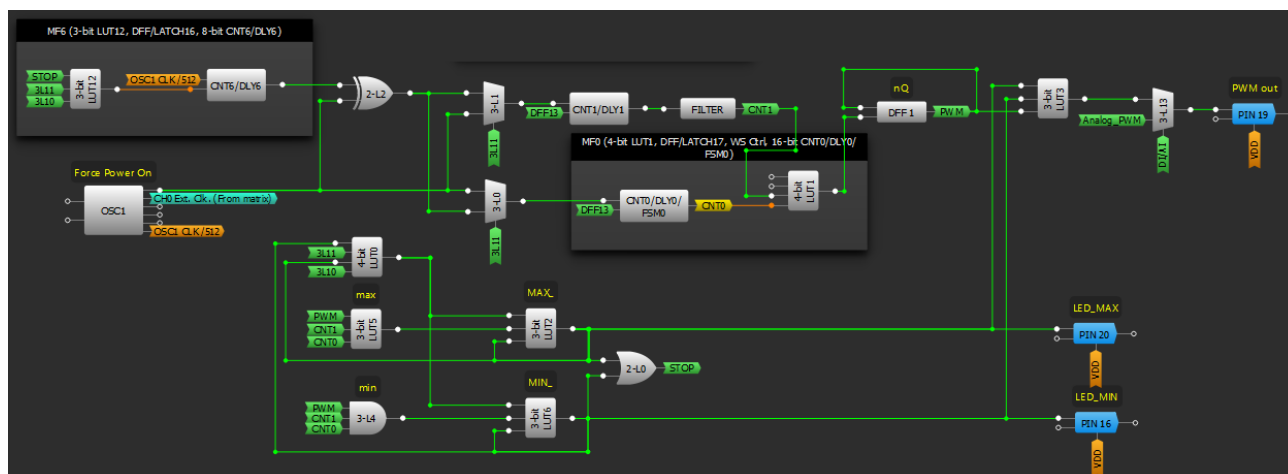 MF6 (3-bit LUT12, DFF/LATCH16, 8-bit CNT6/DLY6)
STOP
3L11
3L10
3-bit LUT12
OSC1 CLK/512
CNT6/DLY6
2-L2
3-L1
3L11
DFF13
CNT1/DLY1
FILTER
CNT1
nQ
DFF 1
PWM
3-bit LUT3
Analog_PWM
3-L13
PWM out
PIN 19
VDD
MF0 (4-bit LUT1, DFF/LATCH17, WS Ctrl, 16-bit CNT0/DLY0/
FSM0)
Force Power On
OSC1
CH0 Ext. Clk. (From matrix)
OSC1 CLK/512
3-L0
3L11
DFF13
CNT0/DLY0/
FSM0
CNT0
4-bit LUT1
3L11
3L10
4-bit LUT0
max
PWM
CNT1
CNT0
3-bit LUT5
MAX_
3-bit LUT2
2-L0
STOP
LED_MAX
PIN 20
VDD
min
PWM
CNT1
CNT0
3-L4
MIN_
3-bit LUT6
LED_MIN
PIN 16
VDD